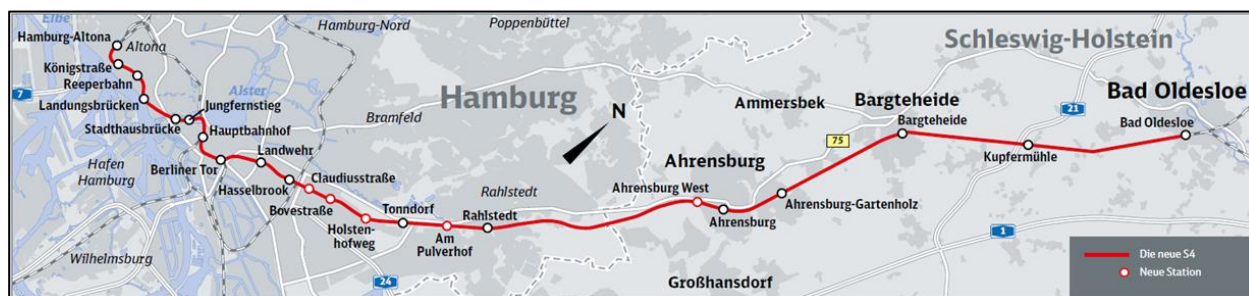 Elbe
Hamburg-Nord
Poppenbüttel
Schleswig-Holstein
Hamburg-Altona
Altona
Königstraße
Reeperbahn
7
Landungsbrücken
Alster
Jungfernstieg
Stadthausbrücke
Hauptbahnhof
Hamburg
N
Bramfeld
Ammersbek
75
Bargteheide
Bargteheide
21
Bad Oldesloe
Bad Oldesloe
Kupfermühle
Hafen
Hamburg
Landwehr
Berliner Tor
Claudiusstraße
Hasselbrook
Bovestraße
Holsten-
hofweg
Tonndorf
Rahlstedt
Rahlstedt
Am
Pulverhof
Ahrensburg
Ahrensburg West
Ahrensburg
Ahrensburg-Gartenholz
Wilhelmsburg
24
Großhansdorf
1
Die neue S4
Neue Station